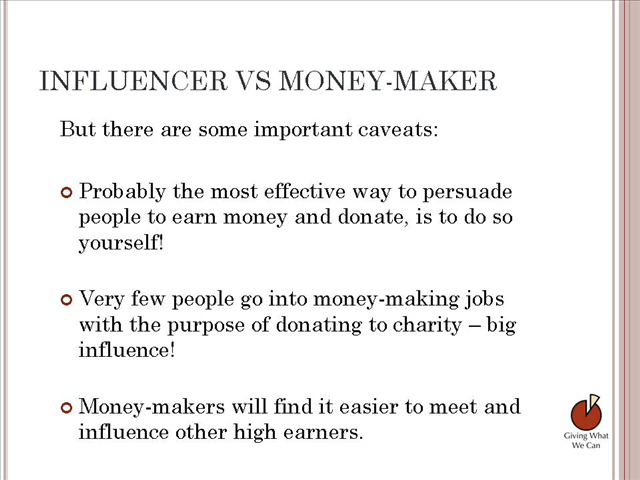 INFLUENCER VS MONEY-MAKER
But there are some important caveats:
Probably the most effective way to persuade
people to earn money and donate, is to do so
yourself!
Very few people go into money-making jobs
with the purpose of donating to charity – big
influence!
Money-makers will find it easier to meet and
influence other high earners.
Giving What
We Can